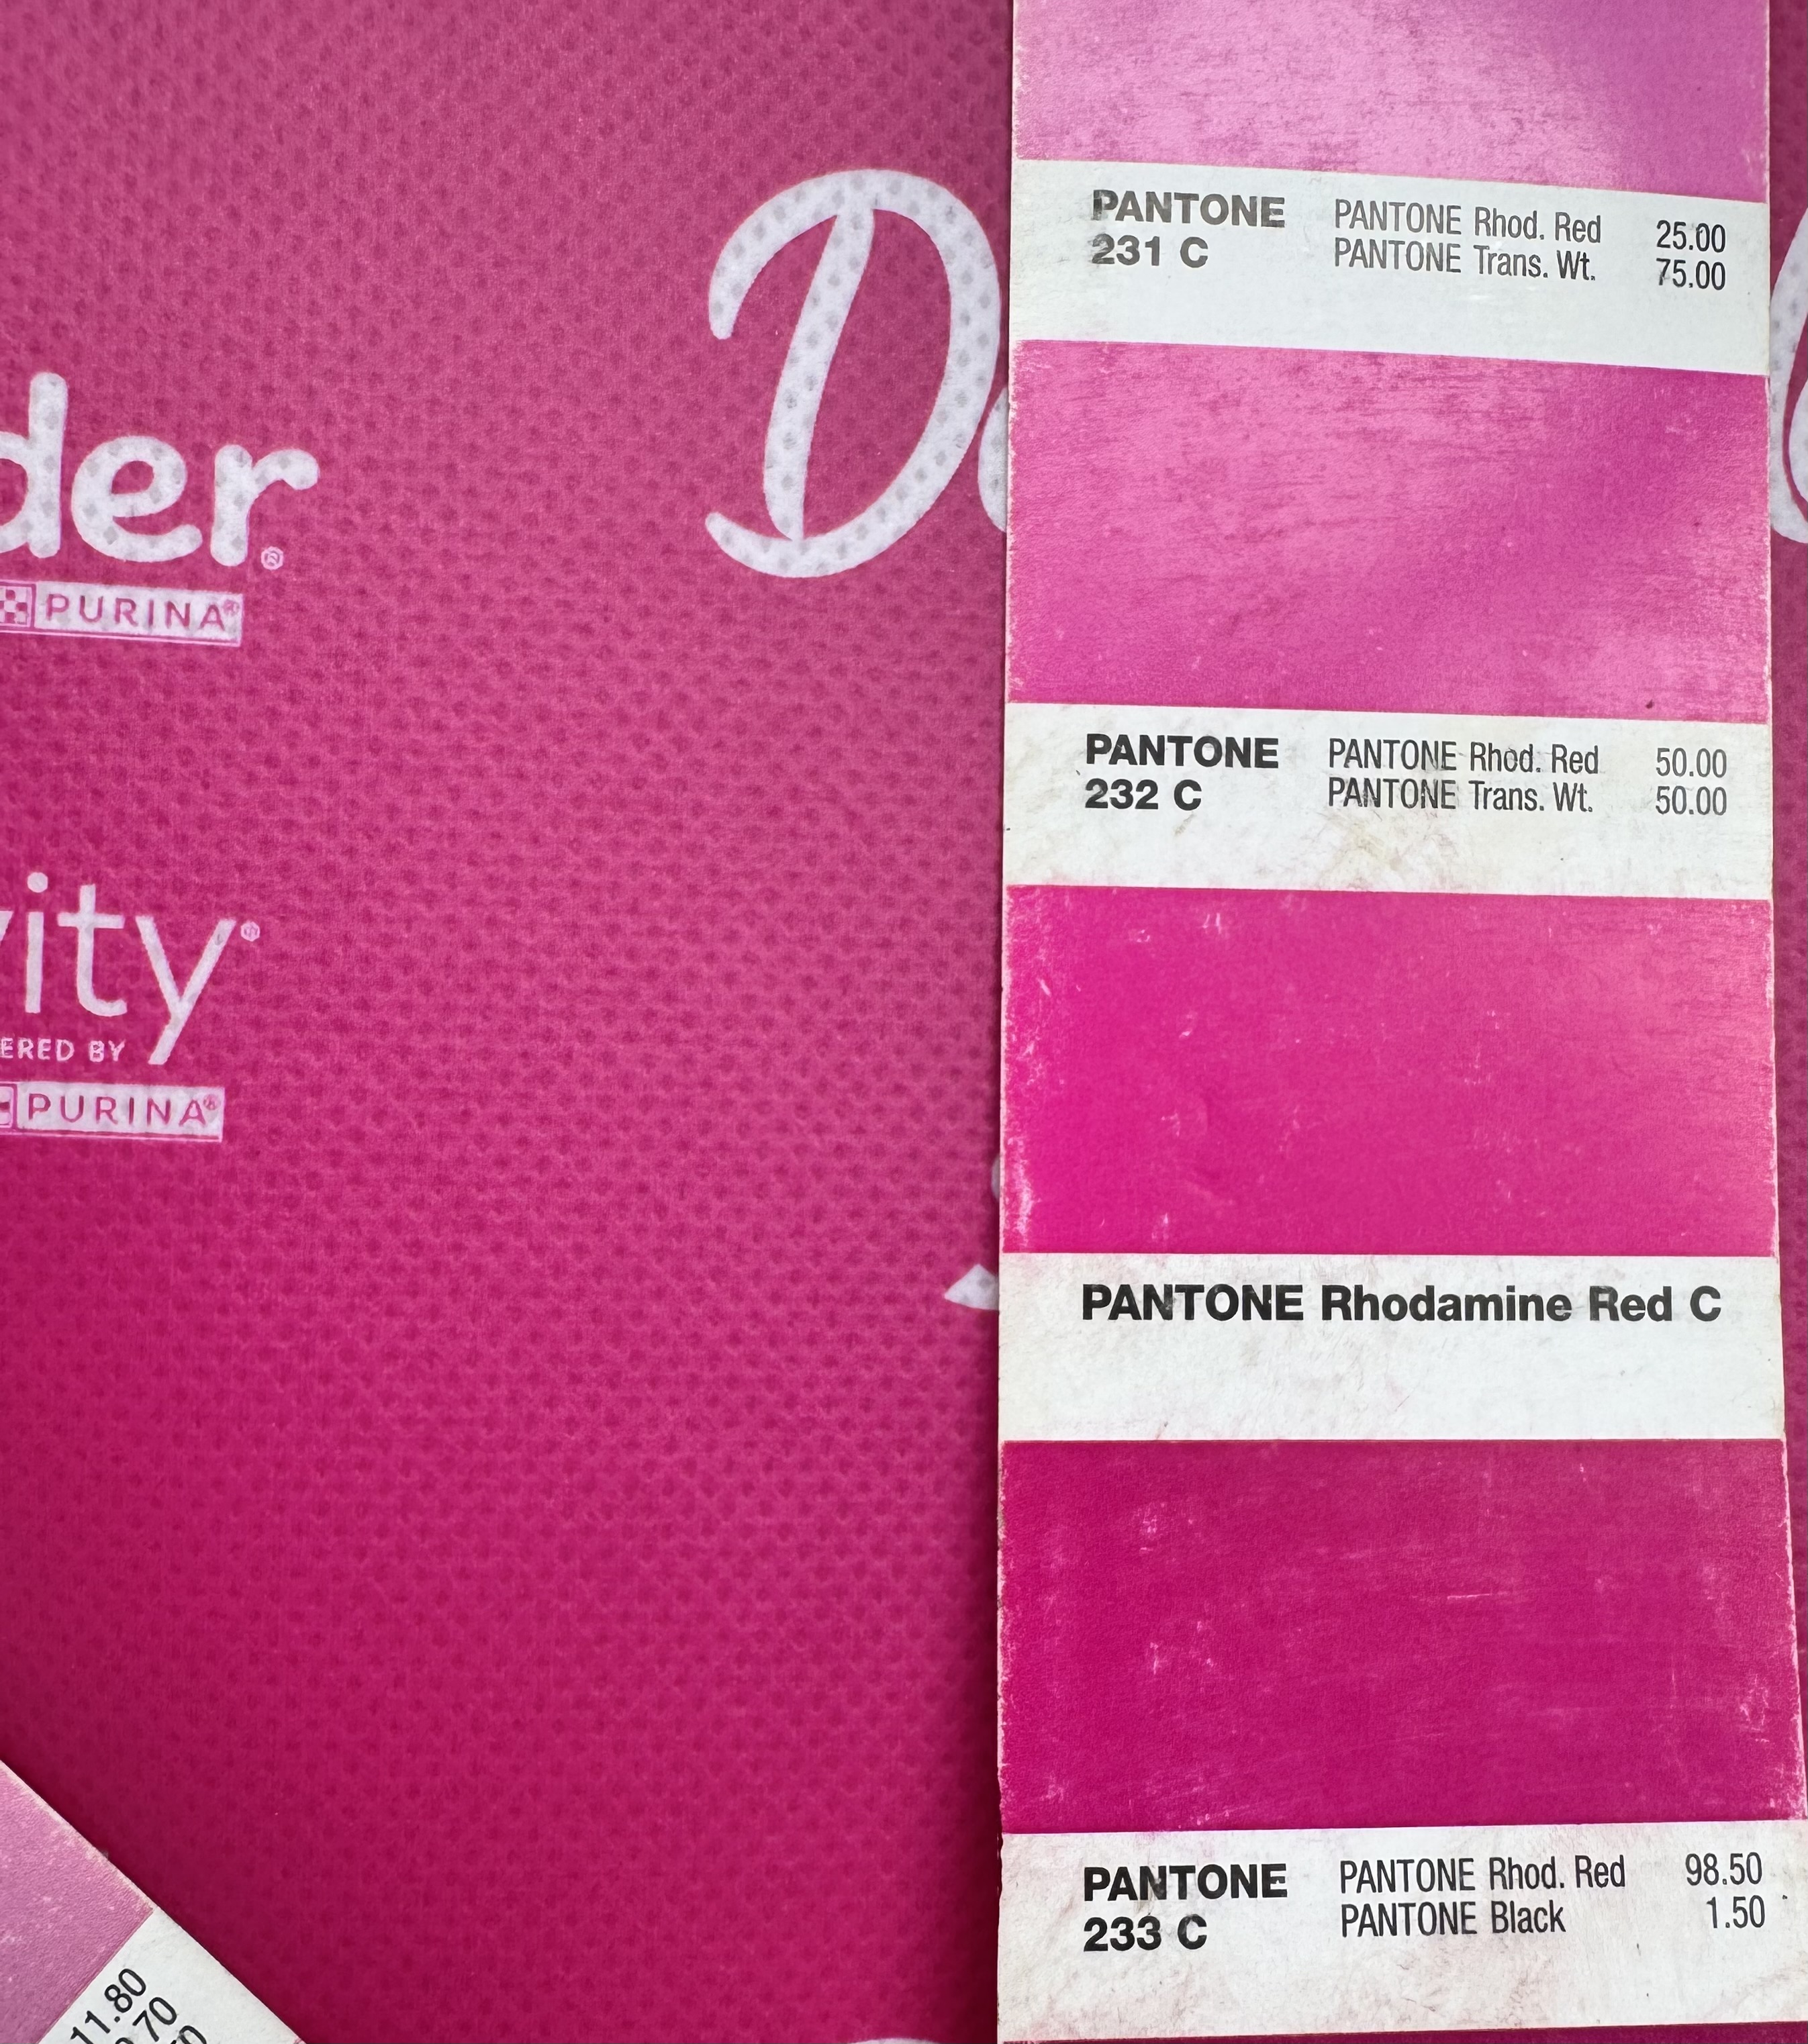 der®
PURINA®
ity®
ERED BY
PURINA®
D
PANTONE
231 C
PANTONE Rhod. Red 25.00
PANTONE Trans. Wt. 75.00
PANTONE
232 C
PANTONE Rhod. Red 50.00
PANTONE Trans. Wt. 50.00
PANTONE Rhodamine Red C
PANTONE
233 C
PANTONE Rhod. Red 98.50
PANTONE Black 1.50
11.80